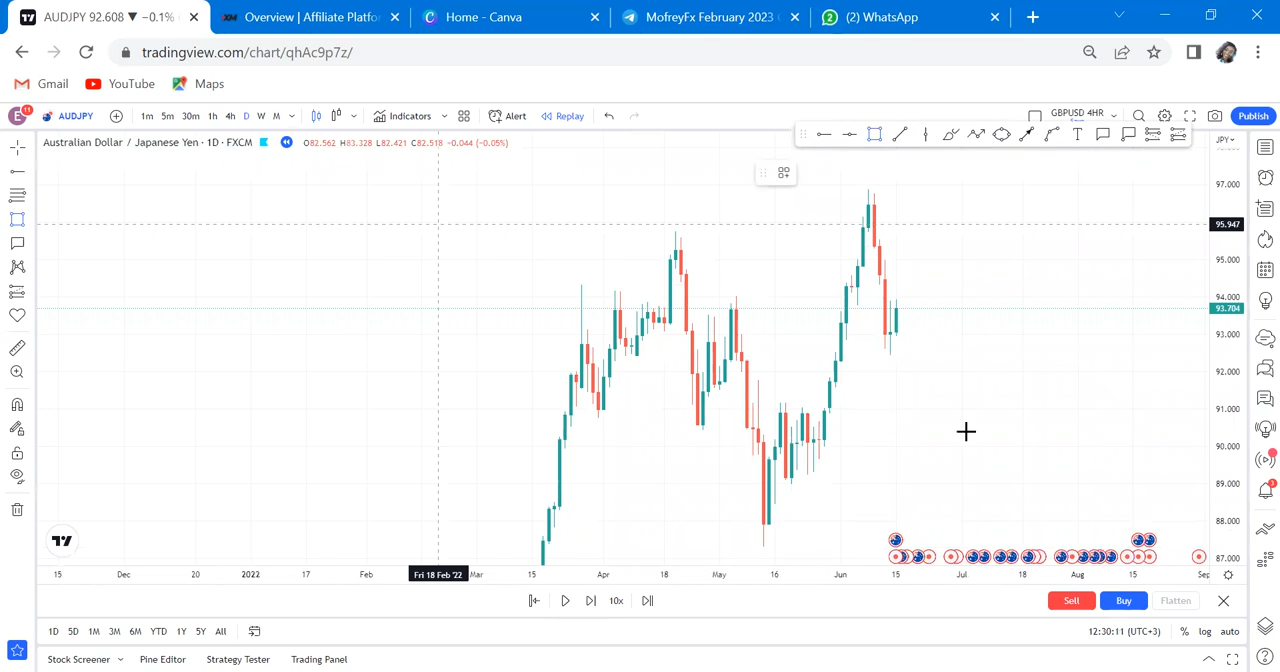 AUDJPY 92.608 ▼ −0.1%
Overview | Affiliate Platfo
Home - Canva
MofreyFx February 2023
(2) WhatsApp
tradingview.com/chart/qhAc9p7z/
Gmail
YouTube
Maps
E 11 AUDJPY 1m 5m 30m 1h 4h D W M Indicators Alert Replay GBPUSD 4HR Publish
Australian Dollar / Japanese Yen · 1D · FXCM O82.562 H83.328 L82.421 C82.518 −0.044 (−0.05%)
JPY
97.000
95.947
95.000
94.000
93.704
93.000
92.000
91.000
90.000
89.000
88.000
87.000
15 Dec 20 2022 17 Feb Fri 18 Feb '22 Mar 15 Apr 18 May 16 Jun 15 Jul 18 Aug 15 Sep
10x Sell Buy Flatten
1D 5D 1M 3M 6M YTD 1Y 5Y All 12:30:11 (UTC+3) % log auto
Stock Screener Pine Editor Strategy Tester Trading Panel